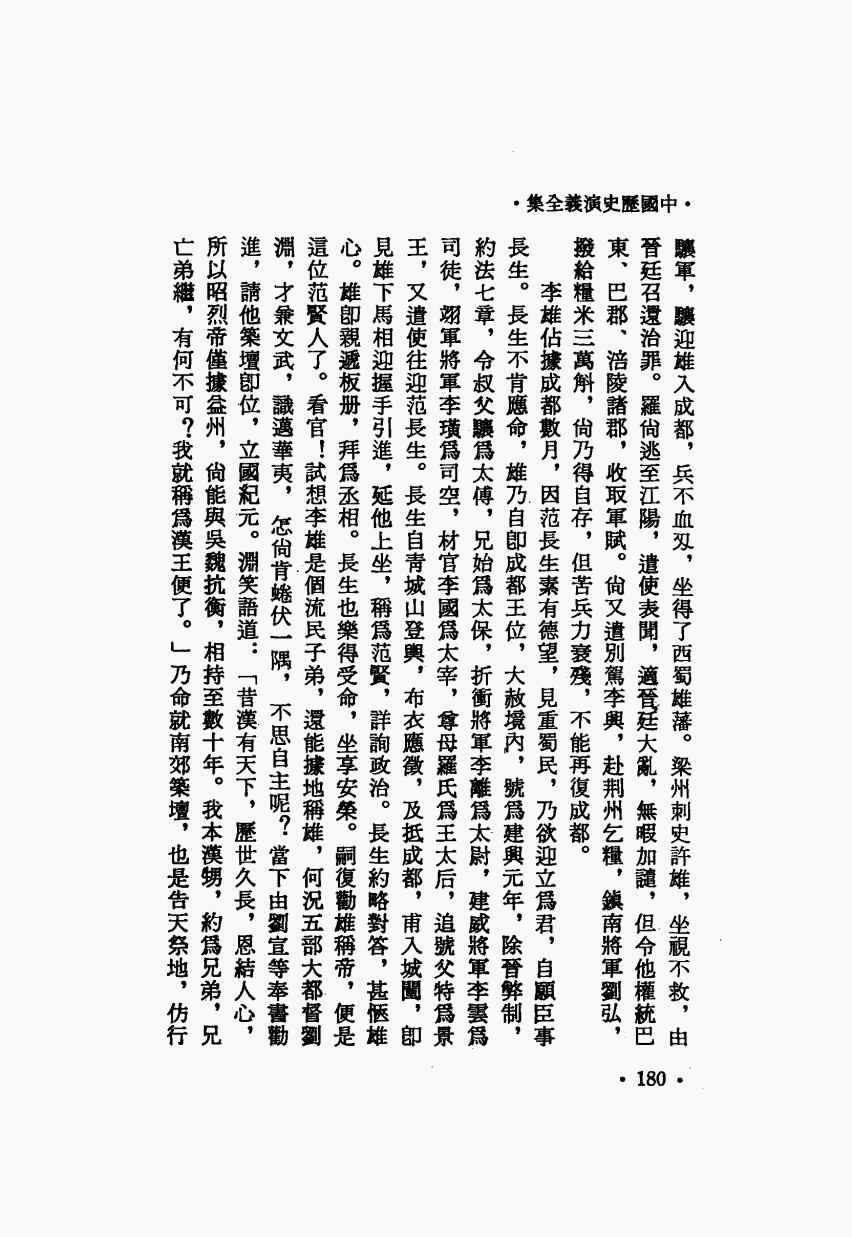 •中國歷史演義全集•
驤軍，驤迎雄入成都，兵不血刄，坐得了西蜀雄藩。梁州刺史許雄，坐視不救，由
晉廷召還治罪。羅尙逃至江陽，遣使表聞，適晉廷大亂，無暇加譴，但令他權統巴
東、巴郡、涪陵諸郡，收取軍賦。尙又遣別駕李興，赴荆州乞糧，鎭南將軍劉弘，
撥給糧米三萬斛，尙乃得自存，但苦兵力衰殘，不能再復成都。
李雄佔據成都數月，因范長生素有德望，見重蜀民，乃欲迎立爲君，自願臣事
長生。長生不肯應命，雄乃自卽成都王位，大赦境內，號爲建興元年，除晉弊制，
約法七章，令叔父驤爲太傅，兄始爲太保，折衝將軍李離爲太尉，建威將軍李雲爲
司徒，翊軍將軍李璜爲司空，材官李國爲太宰，尊母羅氏爲王太后，追號父特爲景
王，又遣使往迎范長生。長生自靑城山登輿，布衣應徵，及抵成都，甫入城闉，卽
見雄下馬相迎握手引進，延他上坐，稱爲范賢，詳詢政治。長生約略對答，甚愜雄
心。雄卽親遞板册，拜爲丞相。長生也樂得受命，坐享安榮。嗣復勸雄稱帝，便是
這位范賢人了。看官！試想李雄是個流民子弟，還能據地稱雄，何況五部大都督劉
淵，才兼文武，識邁華夷，怎尙肯蜷伏一隅，不思自主呢？當下由劉宣等奉書勸
進，請他築壇卽位，立國紀元。淵笑語道：「昔漢有天下，歷世久長，恩結人心，
所以昭烈帝僅據益州，尙能與吳魏抗衡，相持至數十年。我本漢甥，約爲兄弟，兄
亡弟繼，有何不可？我就稱爲漢王便了。」乃命就南郊築壇，也是告天祭地，仿行
•180•